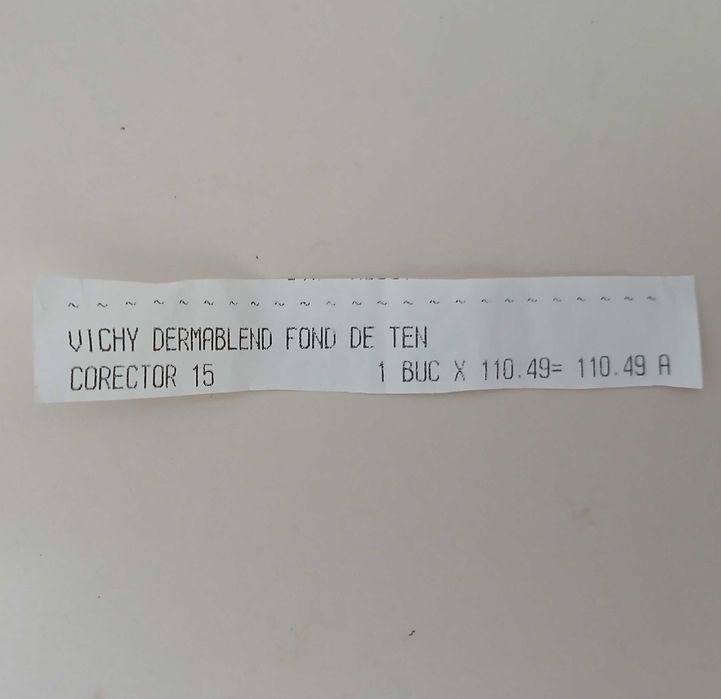 ~ ~ ~ ~ ~ ~ ~ ~ ~ ~ ~ ~ ~ ~ ~ ~ ~ ~ ~ ~ ~ ~ ~
VICHY DERMABLEND FOND DE TEN
CORECTOR 15 1 BUC X 110.49= 110.49 A